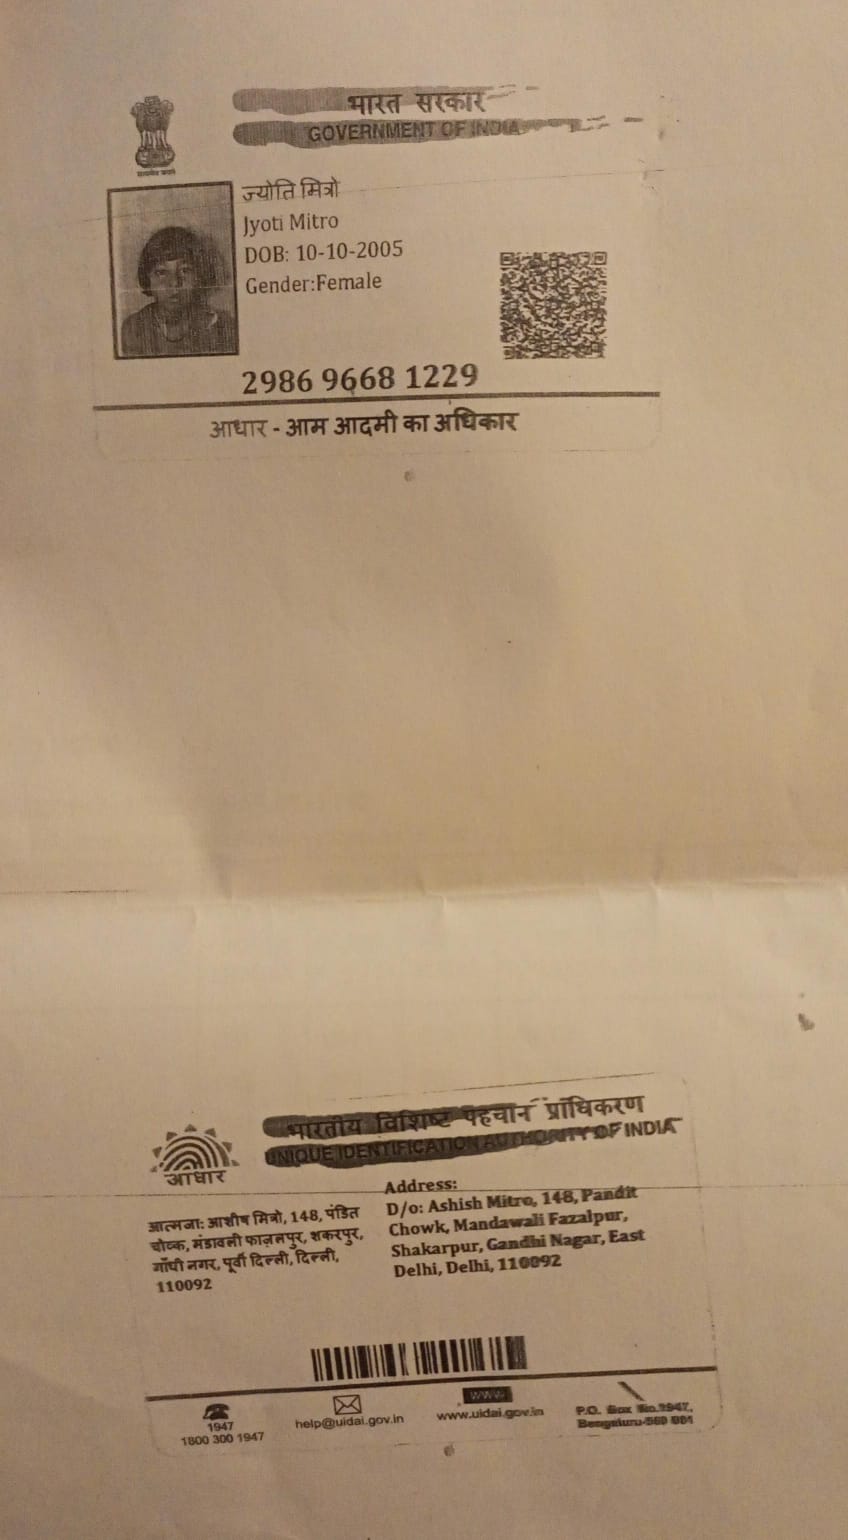 भारत सरकार
GOVERNMENT OF INDIA
ज्योति मित्रो
Jyoti Mitro
DOB: 10-10-2005
Gender:Female
2986 9668 1229
आधार - आम आदमी का अधिकार
भारतीय विशिष्ट पहचान प्राधिकरण
UNIQUE IDENTIFICATION AUTHORITY OF INDIA
आधार
आत्मजा: आशीष मित्रो, 148, पंडित
चोव्क, मंडावली फाज़लपुर, शकरपुर,
गाँधी नगर, पूर्वी दिल्ली, दिल्ली,
110092
Address:
D/o: Ashish Mitro, 148, Pandit
Chowk, Mandawali Fazalpur,
Shakarpur, Gandhi Nagar, East
Delhi, Delhi, 110092
1947
1800 300 1947
help@uidai.gov.in
WWW
www.uidai.gov.in
P.O. Box No.1947,
Bengaluru-560 001